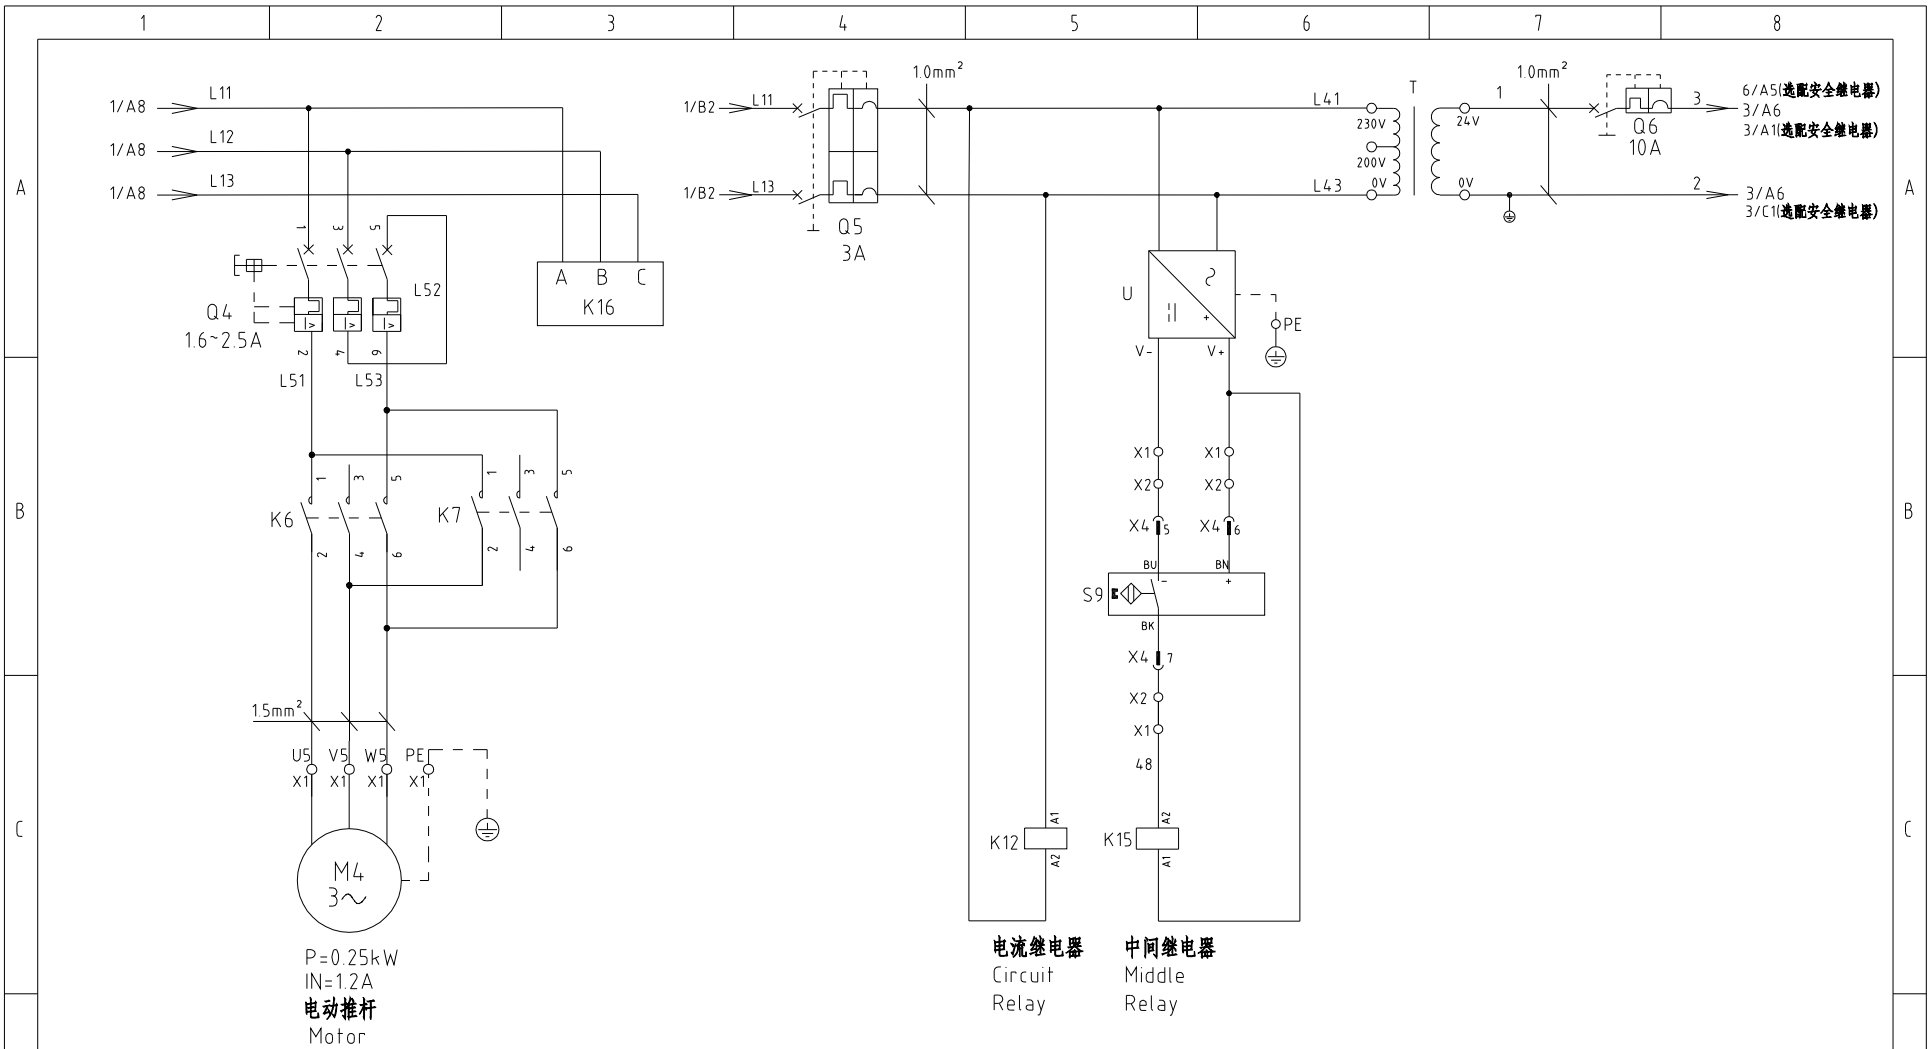 1 2 3 4 5 6 7 8
A
B
C
A
B
C
1/A8 L11
1/A8 L12
1/A8 L13
1 3 5
Q4
1.6~2.5A
L52
2 4 6
L51 L53
A B C
K16
K6
1 3 5
2 4 6
K7
1 3 5
2 4 6
1.5mm²
U5 V5 W5 PE
X1 X1 X1 X1
M4
3~
P=0.25kW
IN=1.2A
电动推杆
Motor
1/B2 L11
1/B2 L13
Q5
3A
1.0mm²
L41
L43
230V
200V
0V
T
24V
0V
1
1.0mm²
Q6
10A
3
2
6/A5(选配安全继电器)
3/A6
3/A1(选配安全继电器)
3/A6
3/C1(选配安全继电器)
U
+
PE
V- V+
X1 X1
X2 X2
X4 5 X4 6
BU BN
- +
S9
BK
X4 7
X2
X1
48
K12 A1
A2
K15 A2
A1
电流继电器
Circuit
Relay
中间继电器
Middle
Relay